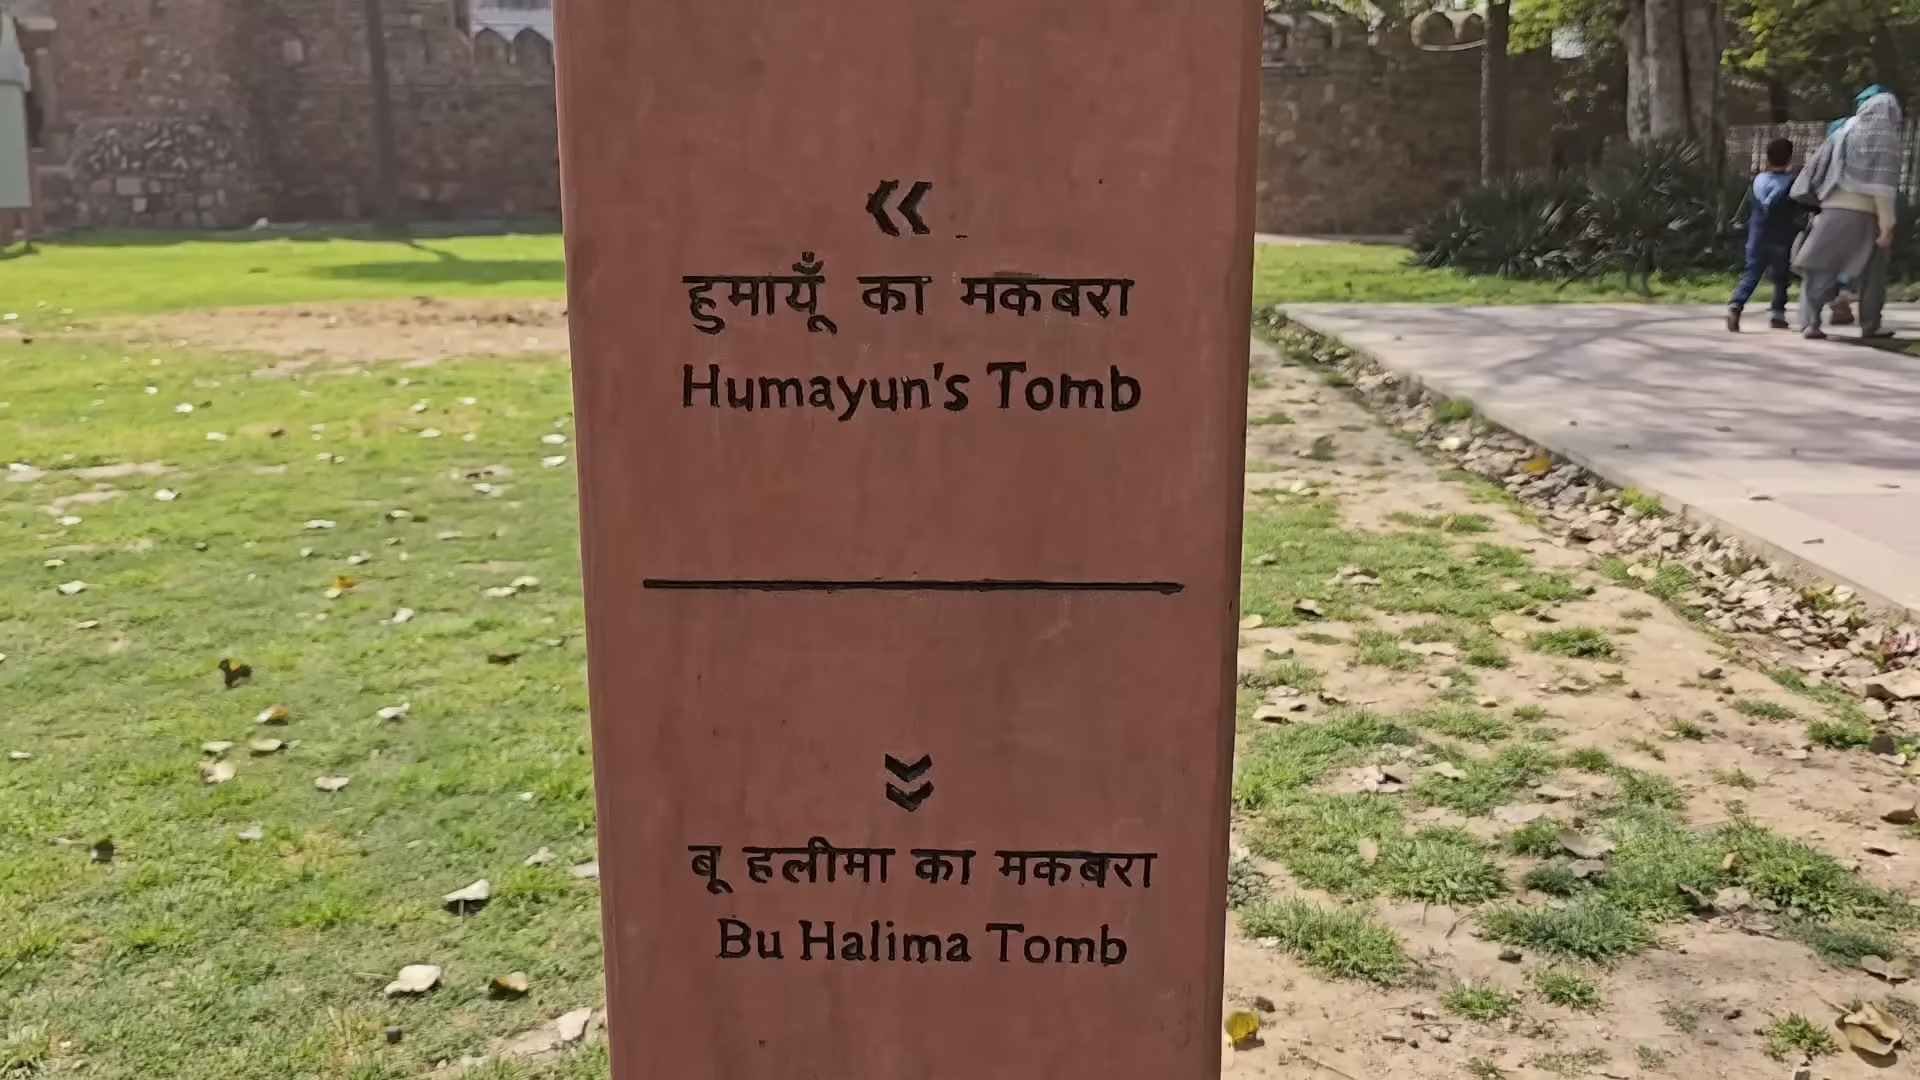 हुमायूँ का मकबरा
Humayun's Tomb
बू हलीमा का मकबरा
Bu Halima Tomb